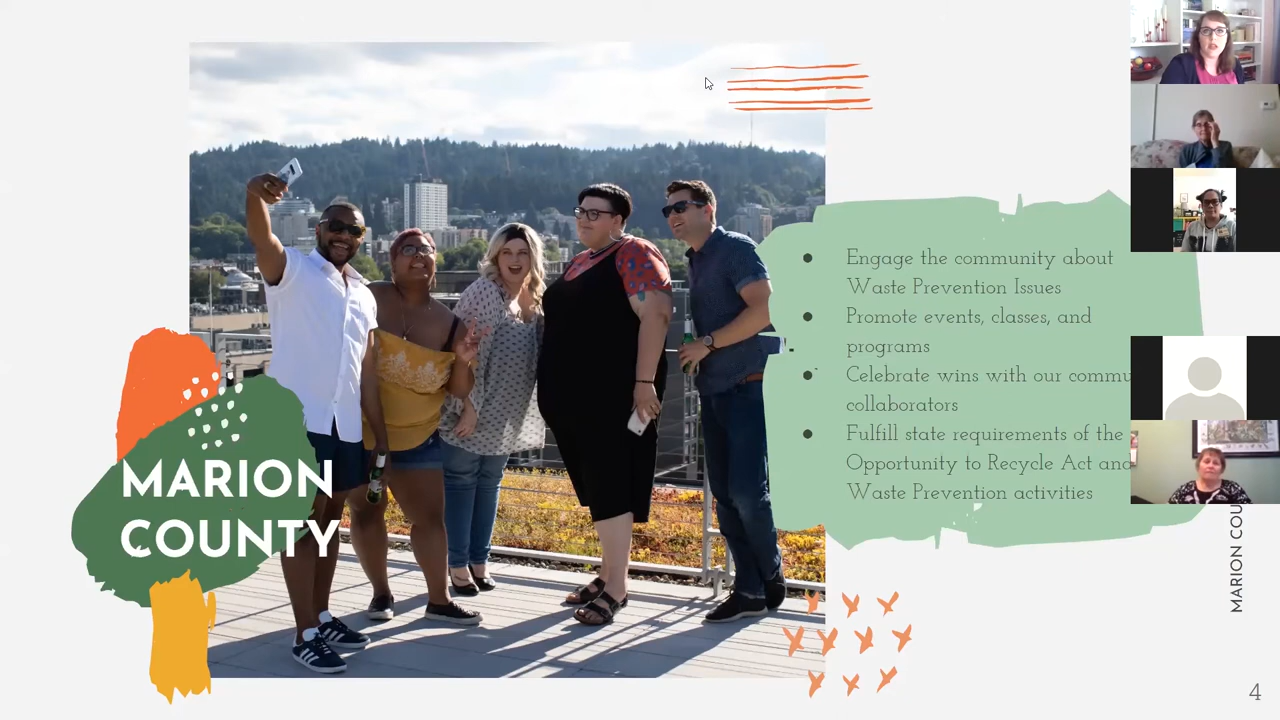 MARION
COUNTY
Engage the community about
Waste Prevention Issues
Promote events, classes, and
programs
Celebrate wins with our commu
collaborators
Fulfill state requirements of the
Opportunity to Recycle Act and
Waste Prevention activities
MARION COU
4